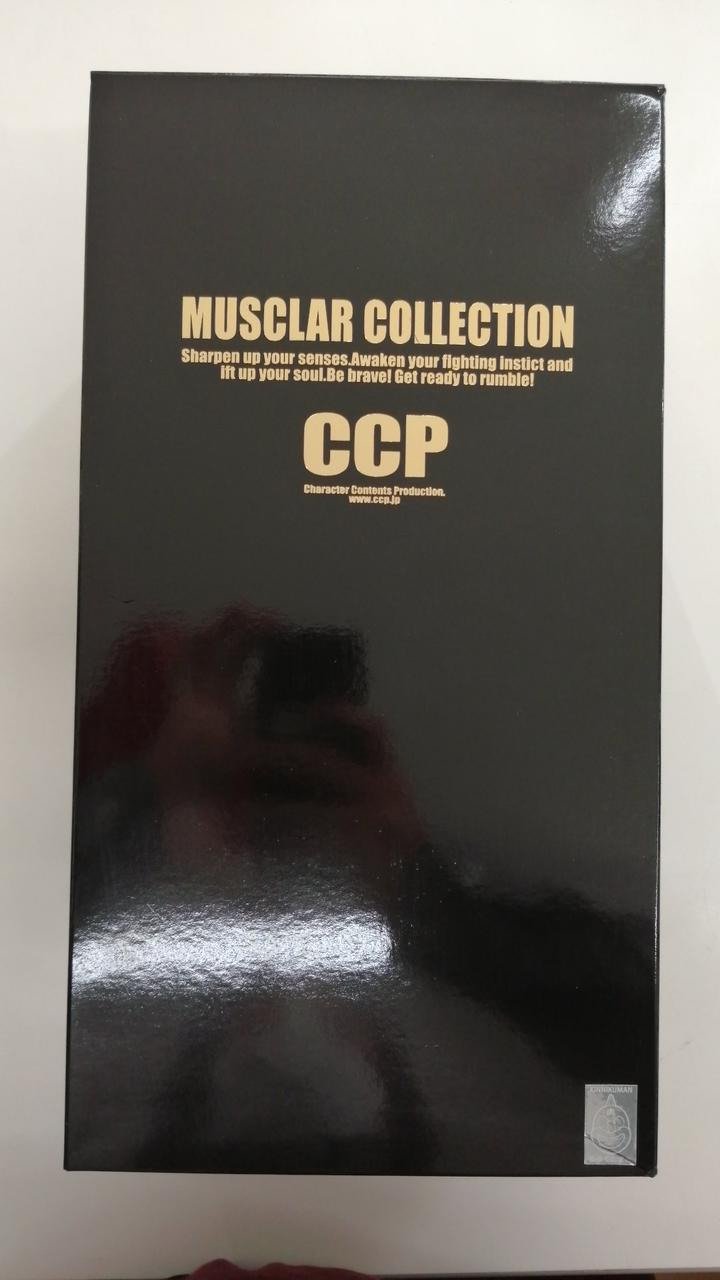 MUSCLAR COLLECTION
Sharpen up your senses.Awaken your fighting instict and
lft up your soul.Be brave! Get ready to rumble!
CCP
Character Contents Production.
www.ccp.jp
KINNIKUMAN